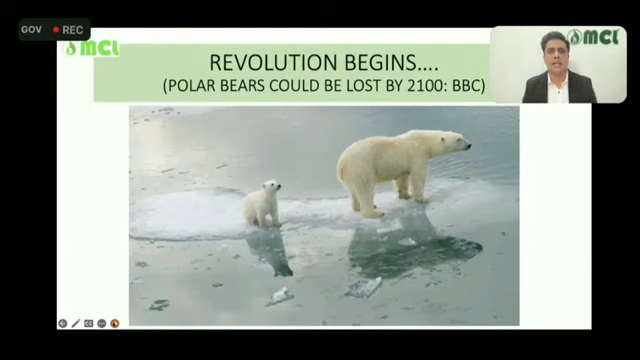 GOV REC
mcl
mcl
REVOLUTION BEGINS....
(POLAR BEARS COULD BE LOST BY 2100: BBC)